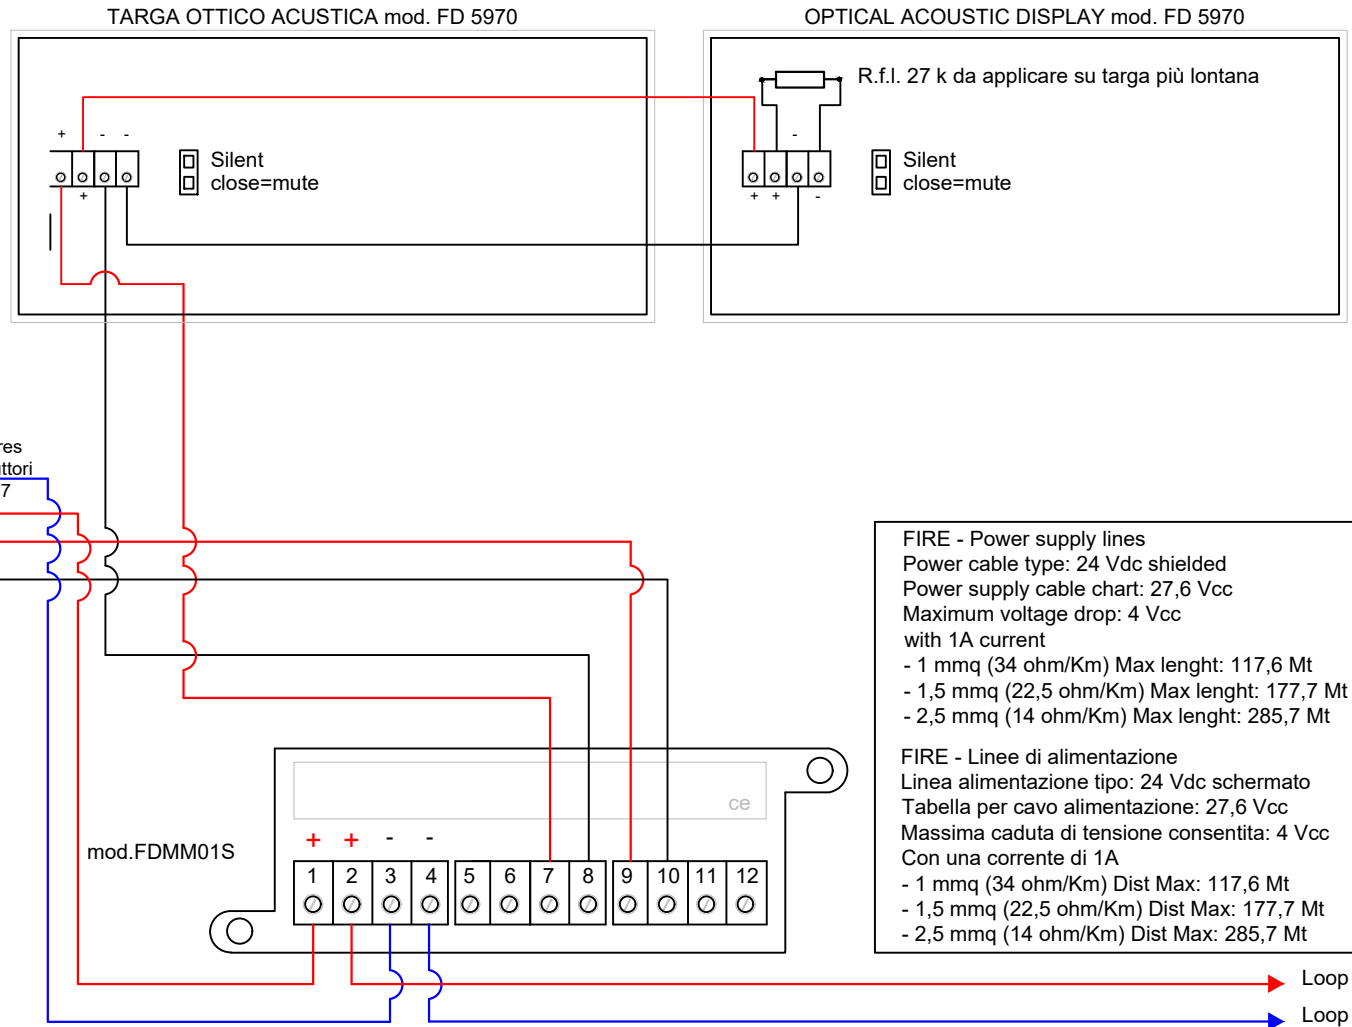 TARGA OTTICO ACUSTICA mod. FD 5970
OPTICAL ACOUSTIC DISPLAY mod. FD 5970
R.f.l. 27 k da applicare su targa più lontana
+ - -
Silent
close=mute
+
-
Silent
close=mute
+ + -
res
ttori
7
FIRE - Power supply lines
Power cable type: 24 Vdc shielded
Power supply cable chart: 27,6 Vcc
Maximum voltage drop: 4 Vcc
with 1A current
- 1 mmq (34 ohm/Km) Max lenght: 117,6 Mt
- 1,5 mmq (22,5 ohm/Km) Max lenght: 177,7 Mt
- 2,5 mmq (14 ohm/Km) Max lenght: 285,7 Mt
FIRE - Linee di alimentazione
Linea alimentazione tipo: 24 Vdc schermato
Tabella per cavo alimentazione: 27,6 Vcc
Massima caduta di tensione consentita: 4 Vcc
Con una corrente di 1A
- 1 mmq (34 ohm/Km) Dist Max: 117,6 Mt
- 1,5 mmq (22,5 ohm/Km) Dist Max: 177,7 Mt
- 2,5 mmq (14 ohm/Km) Dist Max: 285,7 Mt
ce
mod.FDMM01S
+ + - -
1 2 3 4 5 6 7 8 9 10 11 12
Loop
Loop